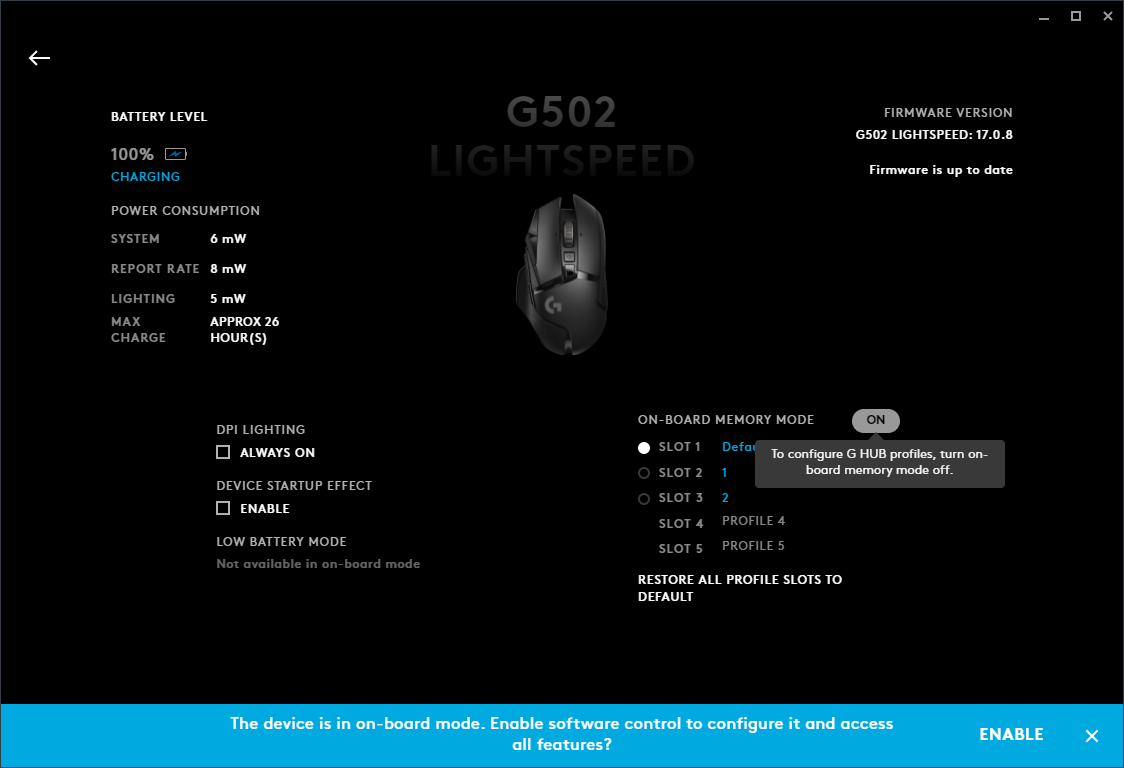 BATTERY LEVEL
100%
CHARGING
POWER CONSUMPTION
SYSTEM 6 mW
REPORT RATE 8 mW
LIGHTING 5 mW
MAX CHARGE APPROX 26 HOUR(S)
G502
LIGHTSPEED
FIRMWARE VERSION
G502 LIGHTSPEED: 17.0.8
Firmware is up to date
DPI LIGHTING
ALWAYS ON
DEVICE STARTUP EFFECT
ENABLE
LOW BATTERY MODE
Not available in on-board mode
ON-BOARD MEMORY MODE ON
To configure G HUB profiles, turn on-
board memory mode off.
SLOT 1 Defau
SLOT 2 1
SLOT 3 2
SLOT 4 PROFILE 4
SLOT 5 PROFILE 5
RESTORE ALL PROFILE SLOTS TO
DEFAULT
The device is in on-board mode. Enable software control to configure it and access
all features?
ENABLE